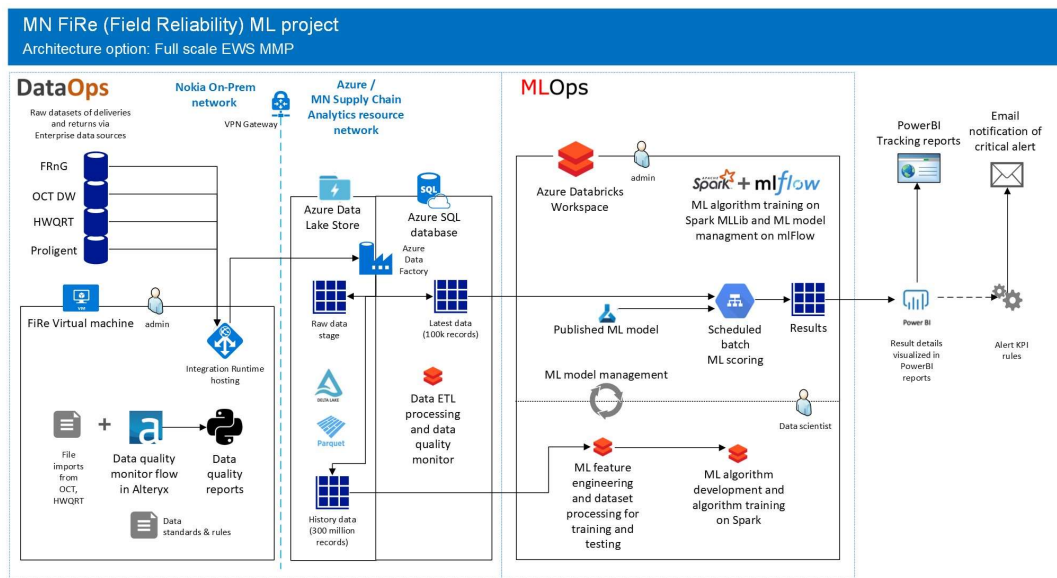 MN FiRe (Field Reliability) ML project
Architecture option: Full scale EWS MMP
DataOps
Raw datasets of deliveries
and returns via
Enterprise data sources
FRnG
OCT DW
HWQRT
Proligent
Nokia On-Prem
network
VPN Gateway
Azure /
MN Supply Chain
Analytics resource
network
VM
FiRe Virtual machine
admin
Integration Runtime
hosting
File
imports
from
OCT,
HWQRT
+
a
Data quality
monitor flow
in Alteryx
Data
quality
reports
Data
standards & rules
Azure Data
Lake Store
SQL
Azure SQL
database
Azure
Data
Factory
Raw data
stage
Latest data
(100k records)
DELTA LAKE
Parquet
Data ETL
processing
and data
quality
monitor
History data
(300 million
records)
MLOps
Azure Databricks
Workspace
admin
APACHE
Spark + mlflow
ML algorithm training on
Spark MLLib and ML model
managment on mlFlow
Published ML model
Scheduled
batch
ML scoring
Results
ML model management
Data scientist
ML feature
engineering
and dataset
processing for
training and
testing
ML algorithm
development and
algorithm training
on Spark
PowerBI
Tracking reports
Email
notification of
critical alert
Power BI
Result details
visualized in
PowerBI
reports
Alert KPI
rules